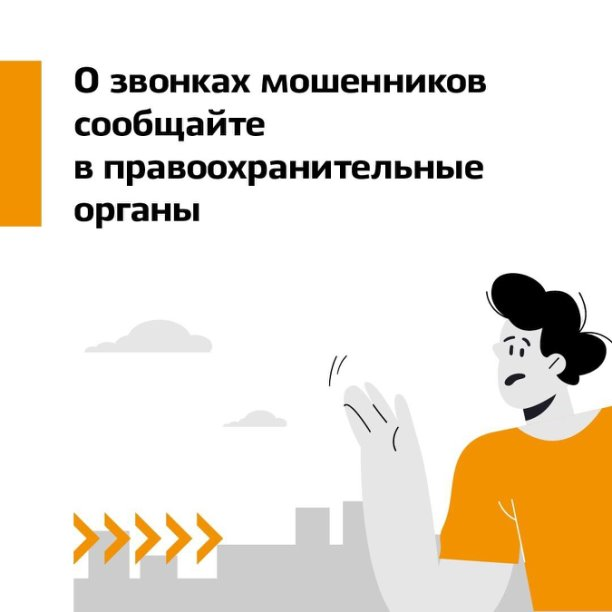 О звонках мошенников
сообщайте
в правоохранительные
органы